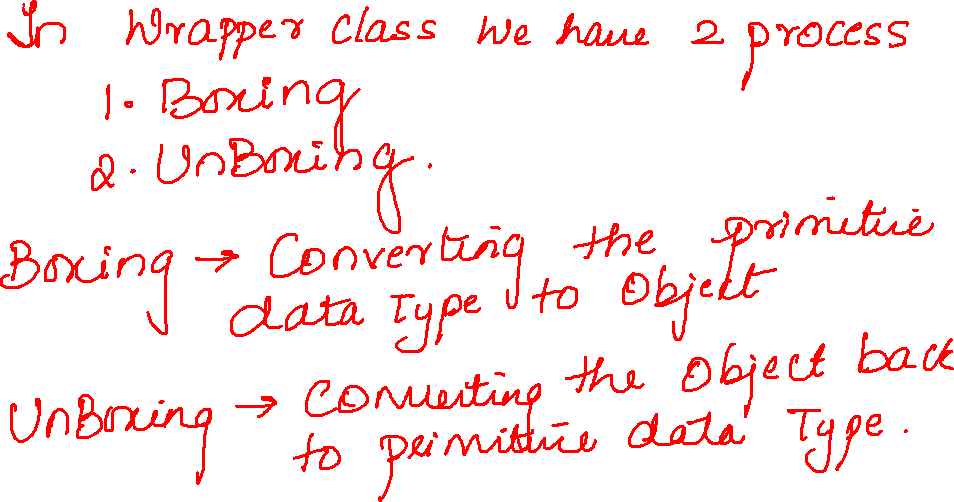 In Wrapper class we have 2 process
1. Boxing
2. UnBoxing.
Boxing → Converting the primitive
data Type to Object
UnBoxing → Converting the Object back
to primitive data Type.